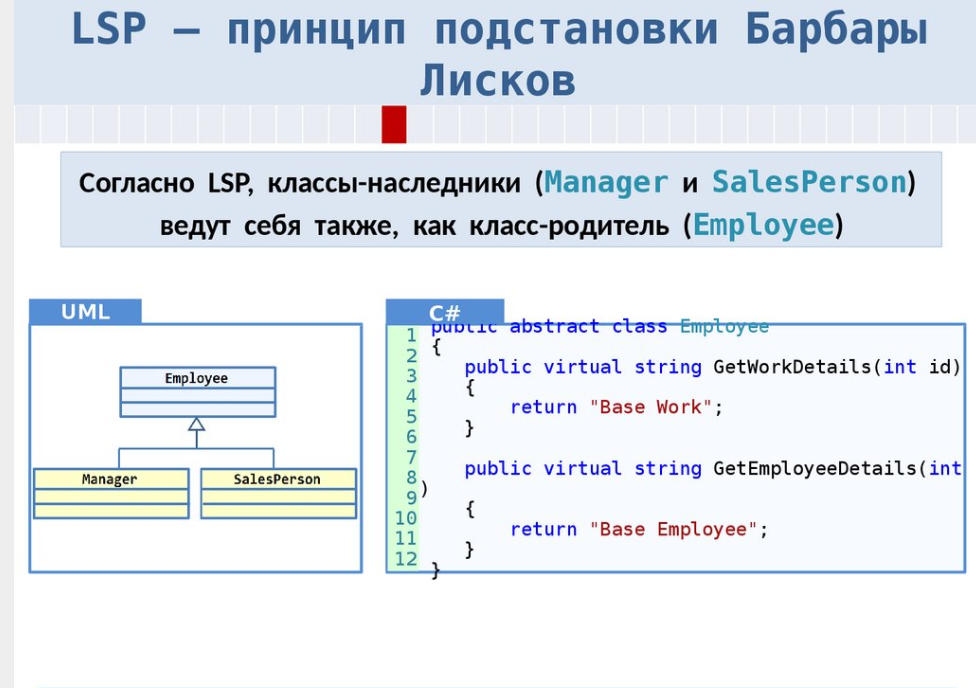 LSP – принцип подстановки Барбары
Лисков
Согласно LSP, классы-наследники (Manager и SalesPerson)
ведут себя также, как класс-родитель (Employee)
UML
Employee
Manager
SalesPerson
C#
1
2
3
4
5
6
7
8
9
10
11
12
public abstract class Employee
{
public virtual string GetWorkDetails(int id)
{
return "Base Work";
}
public virtual string GetEmployeeDetails(int
)
{
return "Base Employee";
}
}